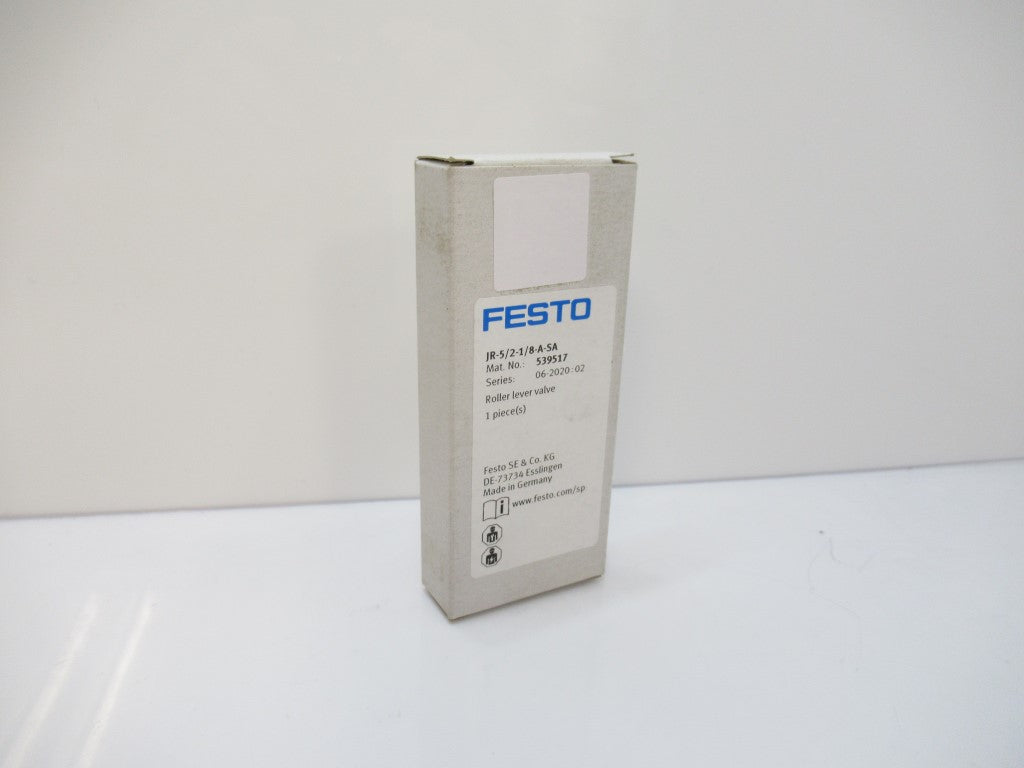 FESTO
JR-5/2-1/8-A-SA
Mat. No.: 539517
Series: 06-2020:02
Roller lever valve
1 piece(s)
Festo SE & Co. KG
DE-73734 Esslingen
Made in Germany
www.festo.com/sp